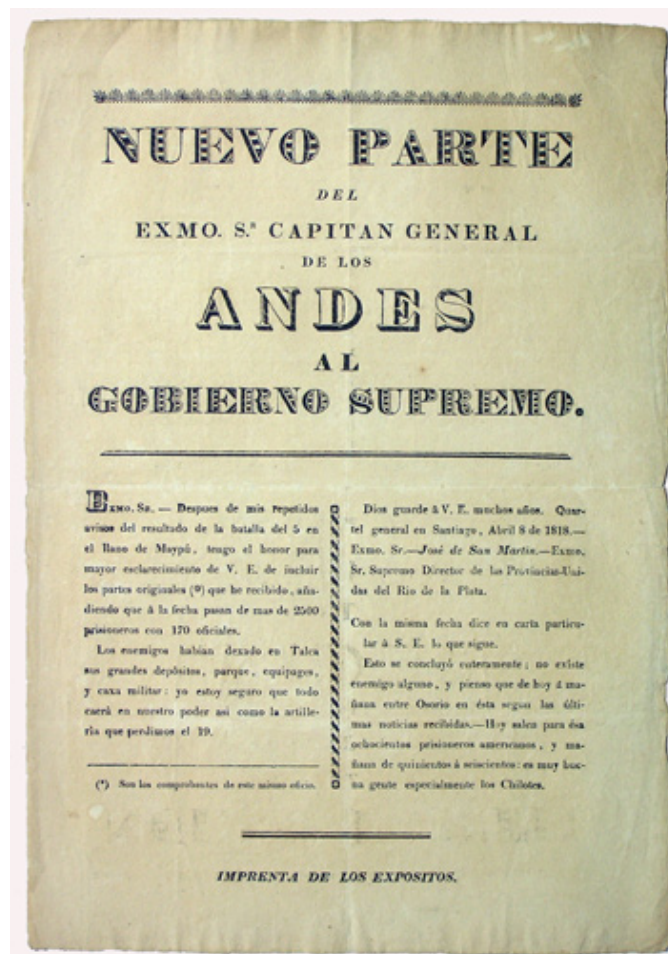 NUEVO PARTE
DEL
EXMO. S.ᴿ CAPITAN GENERAL
DE LOS
ANDES
AL
GOBIERNO SUPREMO.
EXMO. SR. — Despues de mis repetidos
avisos del resultado de la batalla del 5 en
el llano de Maypú, tengo el honor para
mayor esclarecimiento de V. E. de incluir
los partes originales (*) que he recibido, aña-
diendo que á la fecha pasan de mas de 2500
prisioneros con 170 oficiales.
Los enemigos habian dexado en Talca
sus grandes depósitos, parque, equipages,
y caxa militar: yo estoy seguro que todo
caerá en nuestro poder asi como la artille-
ría que perdimos el 19.
(*) Son los comprobantes de este mismo oficio.
Dios guarde á V. E. muchos años. Quar-
tel general en Santiago, Abril 8 de 1818.—
Exmo. Sr.—José de San Martin.—Exmo.
Sr. Supremo Director de las Provincias-Uni-
das del Rio de la Plata.
Con la misma fecha dice en carta particu-
lar á S. E. lo que sigue.
Esto se concluyó enteramente; no existe
enemigo alguno, y pienso que de hoy á ma-
ñana entre Osorio en ésta segun las últi-
mas noticias recibidas.—Hoy salen para ésa
ochocientos prisioneros americanos, y ma-
ñana de quinientos á seiscientos: es muy bue-
na gente especialmente los Chilotes.
IMPRENTA DE LOS EXPOSITOS.